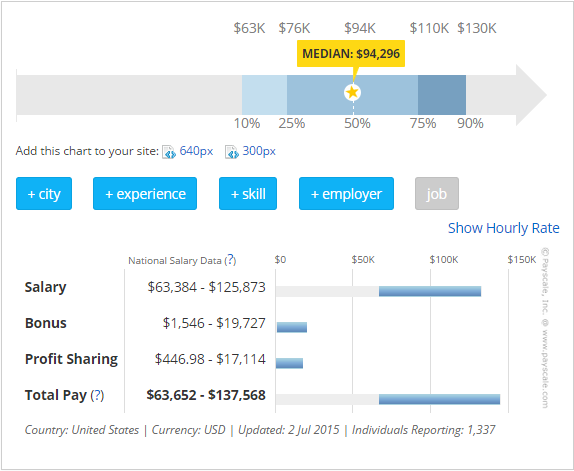 $63K $76K $94K $110K $130K
MEDIAN: $94,296
10% 25% 50% 75% 90%
Add this chart to your site: 640px 300px
+ city + experience + skill + employer job
Show Hourly Rate
National Salary Data (?) $0 $50K $100K $150K
Salary $63,384 - $125,873
Bonus $1,546 - $19,727
Profit Sharing $446.98 - $17,114
Total Pay (?) $63,652 - $137,568
© Payscale, Inc. @ www.payscale.com
Country: United States | Currency: USD | Updated: 2 Jul 2015 | Individuals Reporting: 1,337